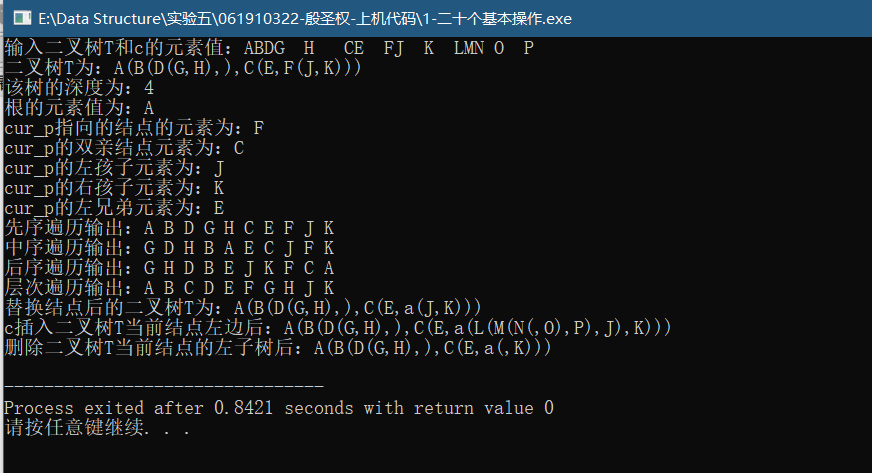 E:\Data Structure\实验五\061910322-殷圣权-上机代码\1-二十个基本操作.exe
输入二叉树T和c的元素值：ABDG  H   CE  FJ  K  LMN O  P
二叉树T为：A(B(D(G,H),),C(E,F(J,K)))
该树的深度为：4
根的元素值为：A
cur_p指向的结点的元素为：F
cur_p的双亲结点元素为：C
cur_p的左孩子元素为：J
cur_p的右孩子元素为：K
cur_p的左兄弟元素为：E
先序遍历输出：A B D G H C E F J K
中序遍历输出：G D H B A E C J F K
后序遍历输出：G H D B E J K F C A
层次遍历输出：A B C D E F G H J K
替换结点后的二叉树T为：A(B(D(G,H),),C(E,a(J,K)))
c插入二叉树T当前结点左边后：A(B(D(G,H),),C(E,a(L(M(N(,O),P),J),K)))
删除二叉树T当前结点的左子树后：A(B(D(G,H),),C(E,a(,K)))
--------------------------------
Process exited after 0.8421 seconds with return value 0
请按任意键继续. . .